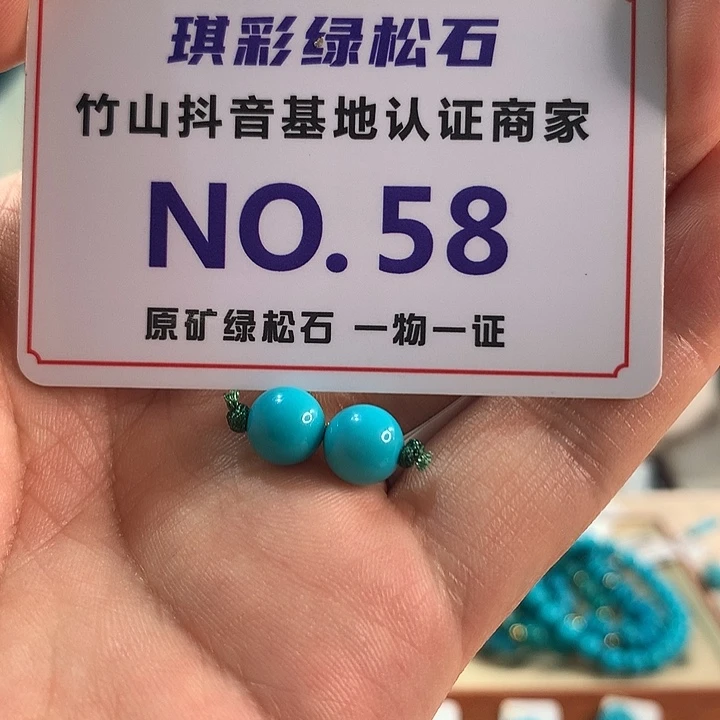 琪彩绿松石
竹山抖音基地认证商家
NO. 58
原矿绿松石 一物一证